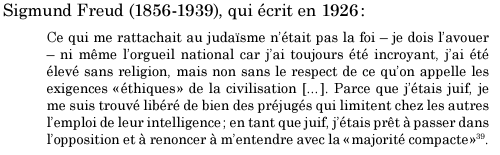 Sigmund Freud (1856-1939), qui écrit en 1926 :
Ce qui me rattachait au judaïsme n'était pas la foi – je dois l'avouer
– ni même l'orgueil national car j'ai toujours été incroyant, j'ai été
élevé sans religion, mais non sans le respect de ce qu'on appelle les
exigences «éthiques» de la civilisation [...]. Parce que j'étais juif, je
me suis trouvé libéré de bien des préjugés qui limitent chez les autres
l'emploi de leur intelligence ; en tant que juif, j'étais prêt à passer dans
l'opposition et à renoncer à m'entendre avec la «majorité compacte»³⁹.